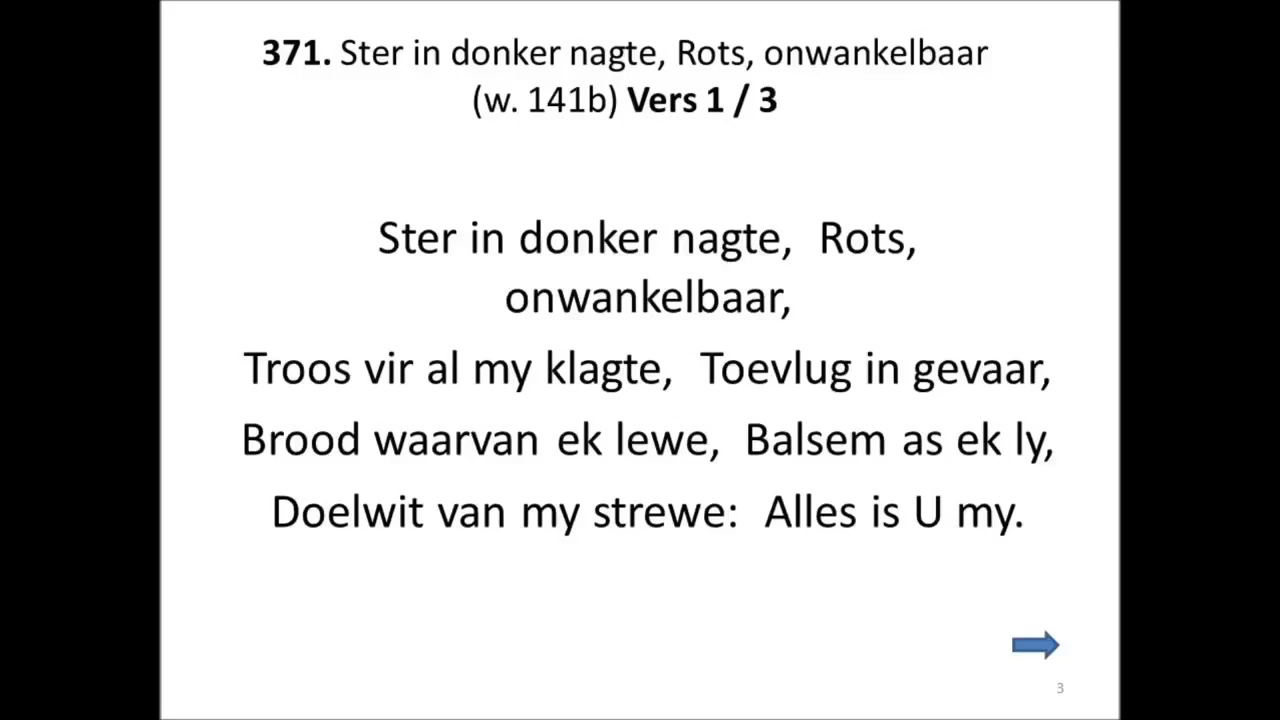 371. Ster in donker nagte, Rots, onwankelbaar
(w. 141b) Vers 1 / 3
Ster in donker nagte, Rots,
onwankelbaar,
Troos vir al my klagte, Toevlug in gevaar,
Brood waarvan ek lewe, Balsem as ek ly,
Doelwit van my strewe: Alles is U my.
3